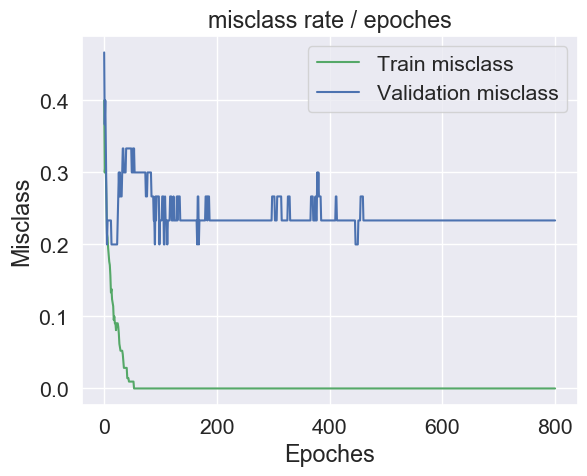 misclass rate / epoches
Train misclass
Validation misclass
0.4
0.3
0.2
0.1
0.0
Misclass
0 200 400 600 800
Epoches